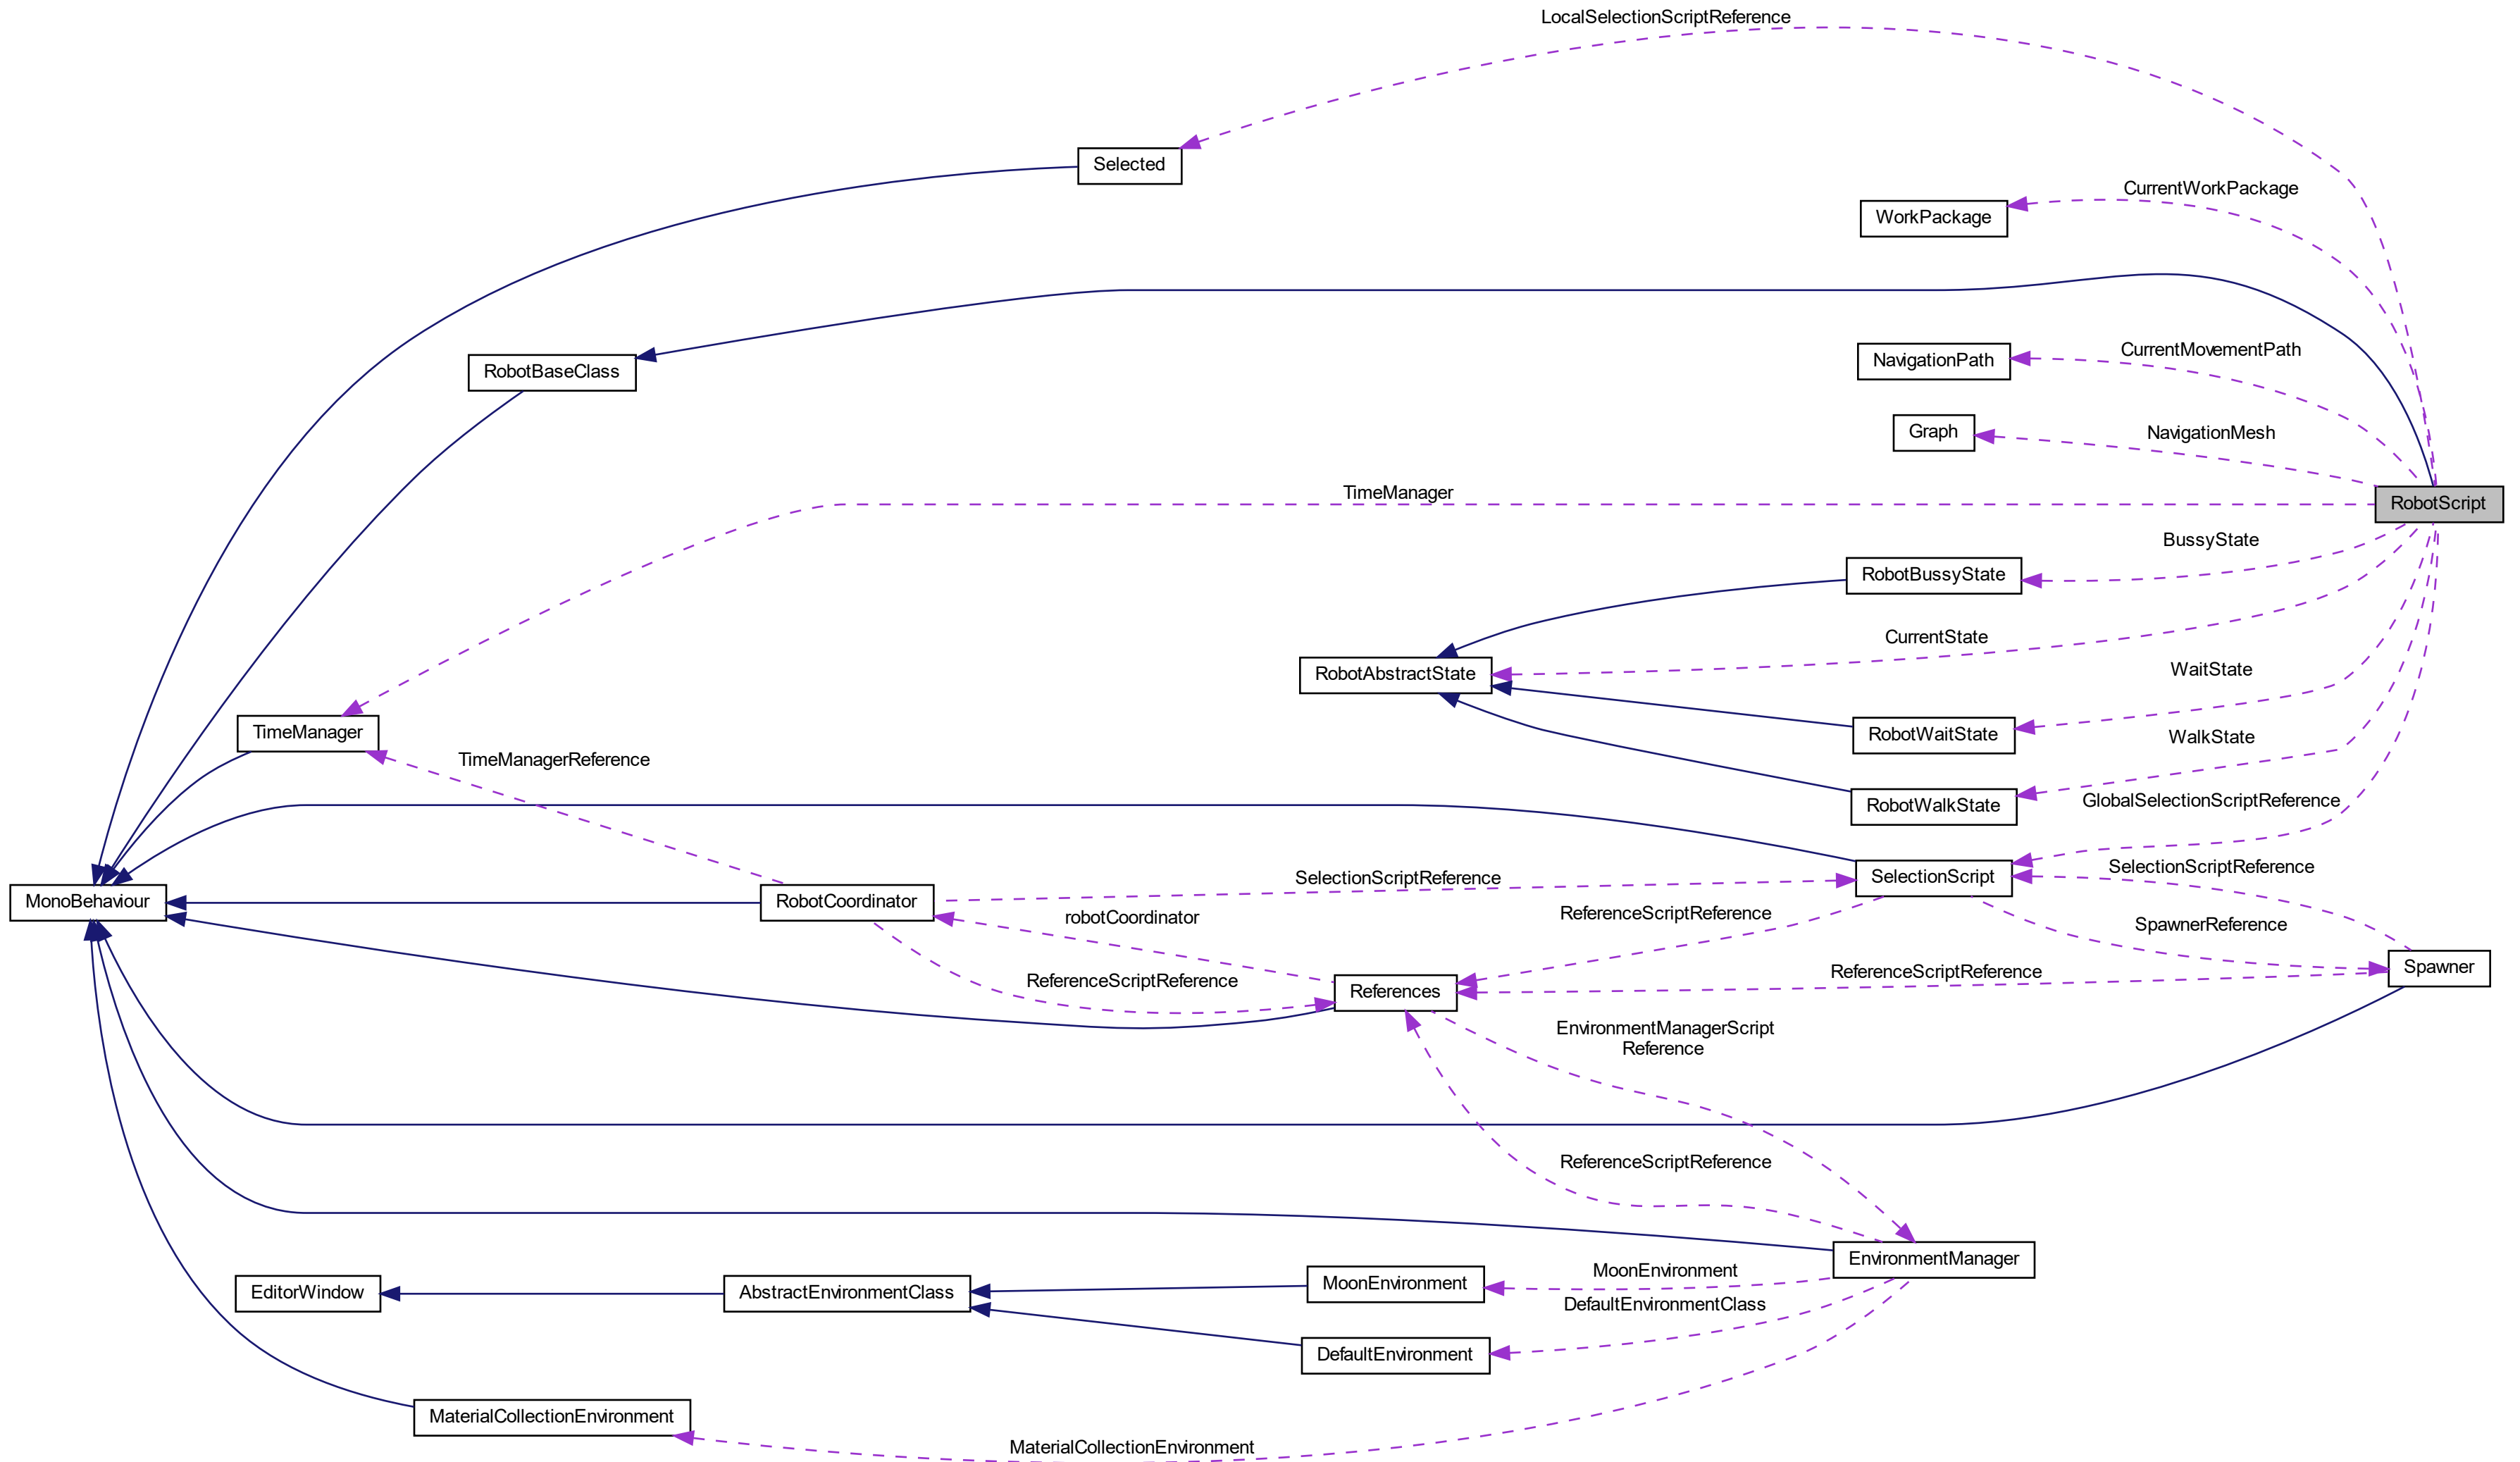 LocalSelectionScriptReference
Selected
CurrentWorkPackage
WorkPackage
CurrentMovementPath
NavigationPath
RobotBaseClass
NavigationMesh
Graph
TimeManager
RobotScript
BussyState
RobotBussyState
CurrentState
RobotAbstractState
WaitState
TimeManager
RobotWaitState
WalkState
TimeManagerReference
RobotWalkState
GlobalSelectionScriptReference
SelectionScriptReference
SelectionScriptReference
SelectionScript
MonoBehaviour
RobotCoordinator
ReferenceScriptReference
robotCoordinator
SpawnerReference
Spawner
ReferenceScriptReference
ReferenceScriptReference
References
EnvironmentManagerScript
Reference
ReferenceScriptReference
EnvironmentManager
MoonEnvironment
MoonEnvironment
EditorWindow
AbstractEnvironmentClass
DefaultEnvironmentClass
DefaultEnvironment
MaterialCollectionEnvironment
MaterialCollectionEnvironment